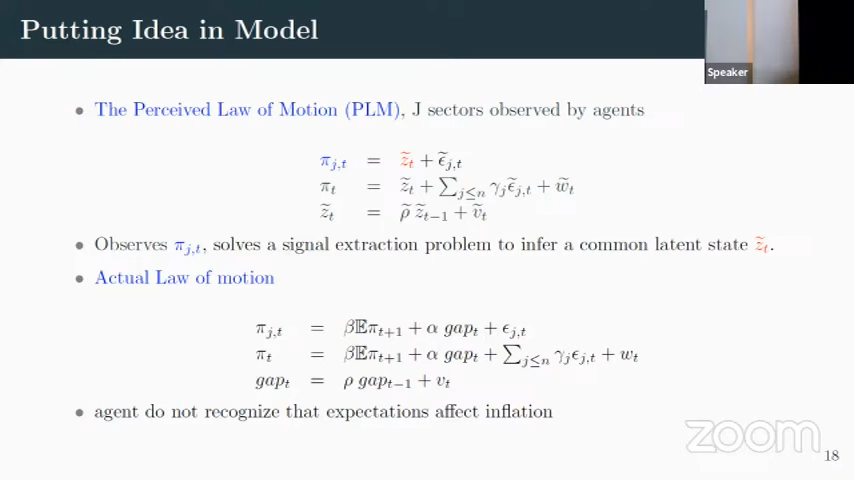 Putting Idea in Model
Speaker
• The Perceived Law of Motion (PLM), J sectors observed by agents
π_{j,t} = z̃_t + ε̃_{j,t}
π_t = z̃_t + ∑_{j≤n} γ_j ε̃_{j,t} + w̃_t
z̃_t = ρ̃ z̃_{t−1} + ṽ_t
• Observes π_{j,t}, solves a signal extraction problem to infer a common latent state z̃_t.
• Actual Law of motion
π_{j,t} = β𝔼π_{t+1} + α gap_t + ϵ_{j,t}
π_t = β𝔼π_{t+1} + α gap_t + ∑_{j≤n} γ_j ϵ_{j,t} + w_t
gap_t = ρ gap_{t−1} + v_t
• agent do not recognize that expectations affect inflation
zoom
18